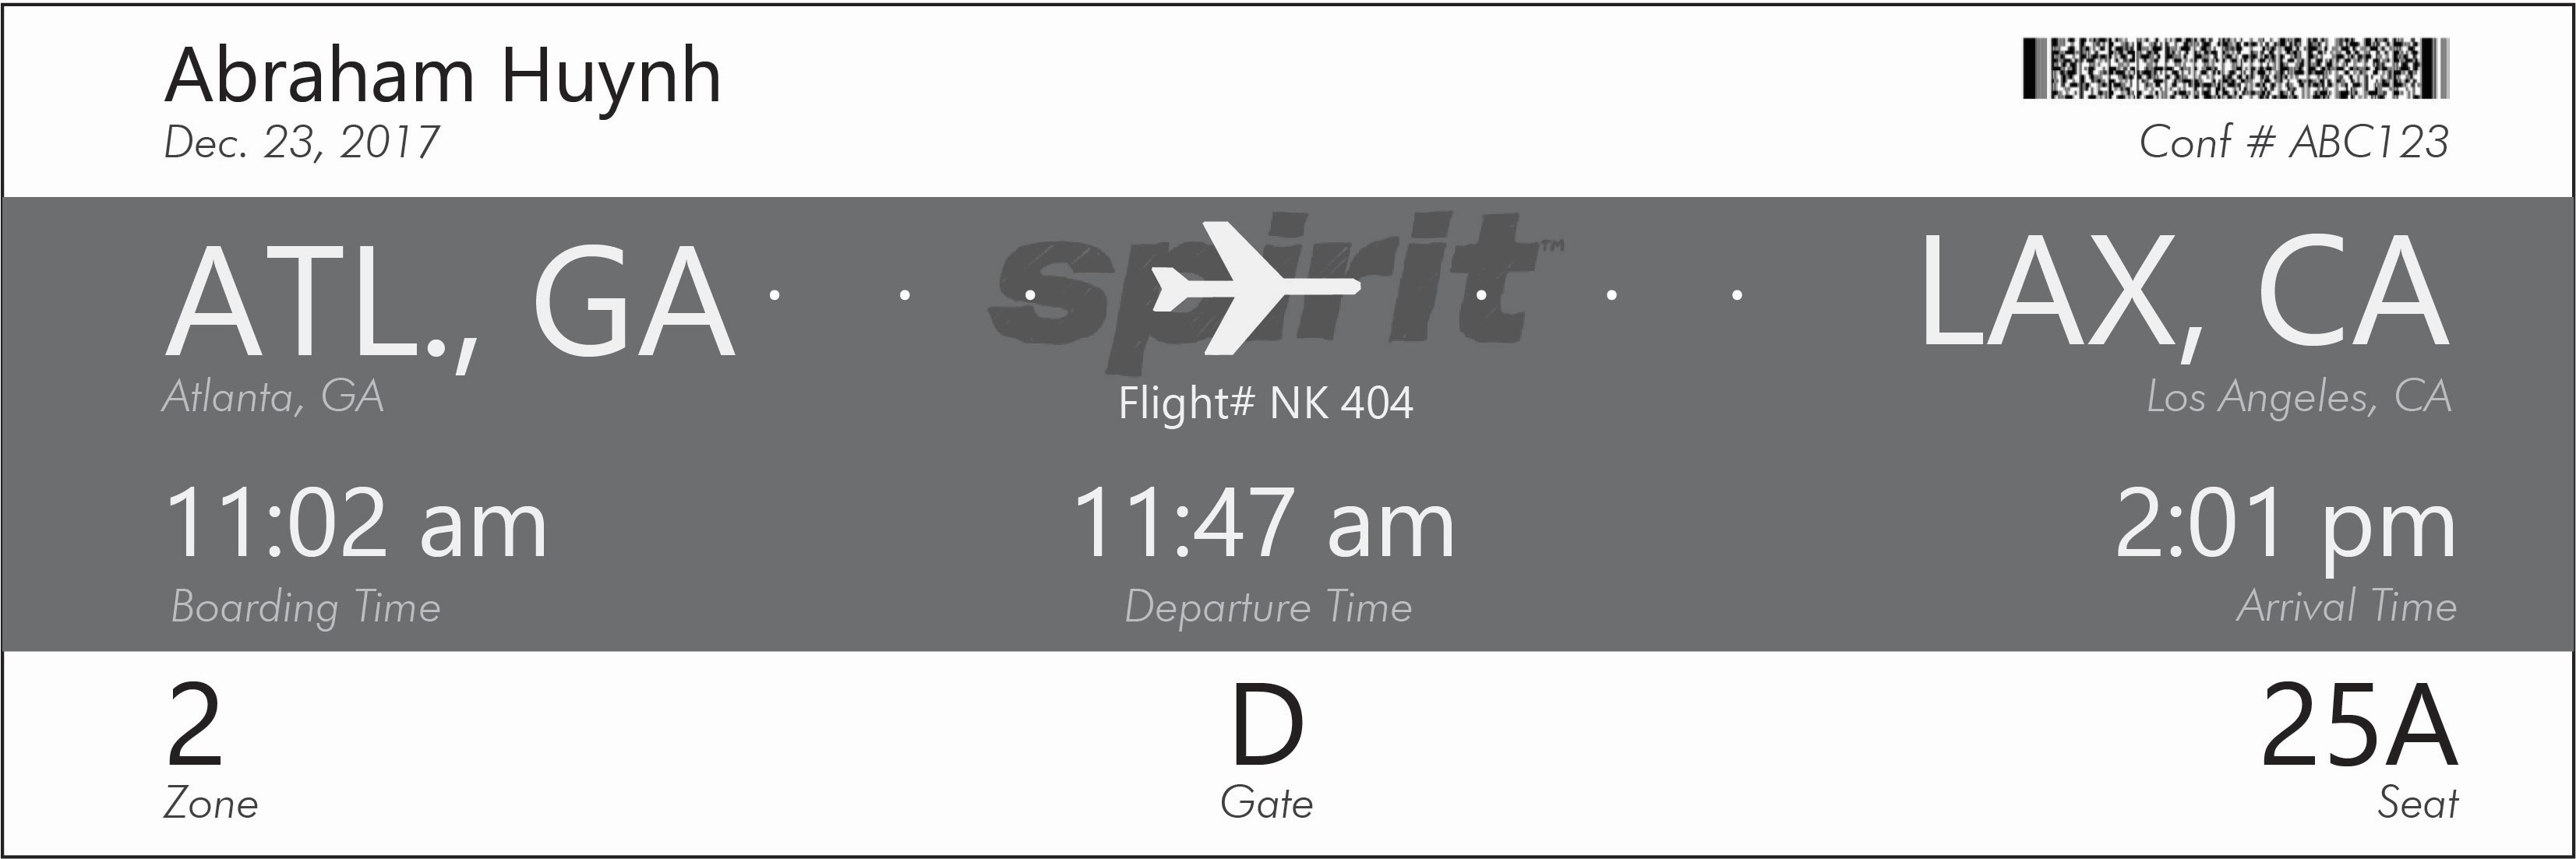 Abraham Huynh
Dec. 23, 2017
Conf # ABC123
spirit™
ATL., GA
LAX, CA
Atlanta, GA
Flight# NK 404
Los Angeles, CA
11:02 am
11:47 am
2:01 pm
Boarding Time
Departure Time
Arrival Time
2
D
25A
Zone
Gate
Seat